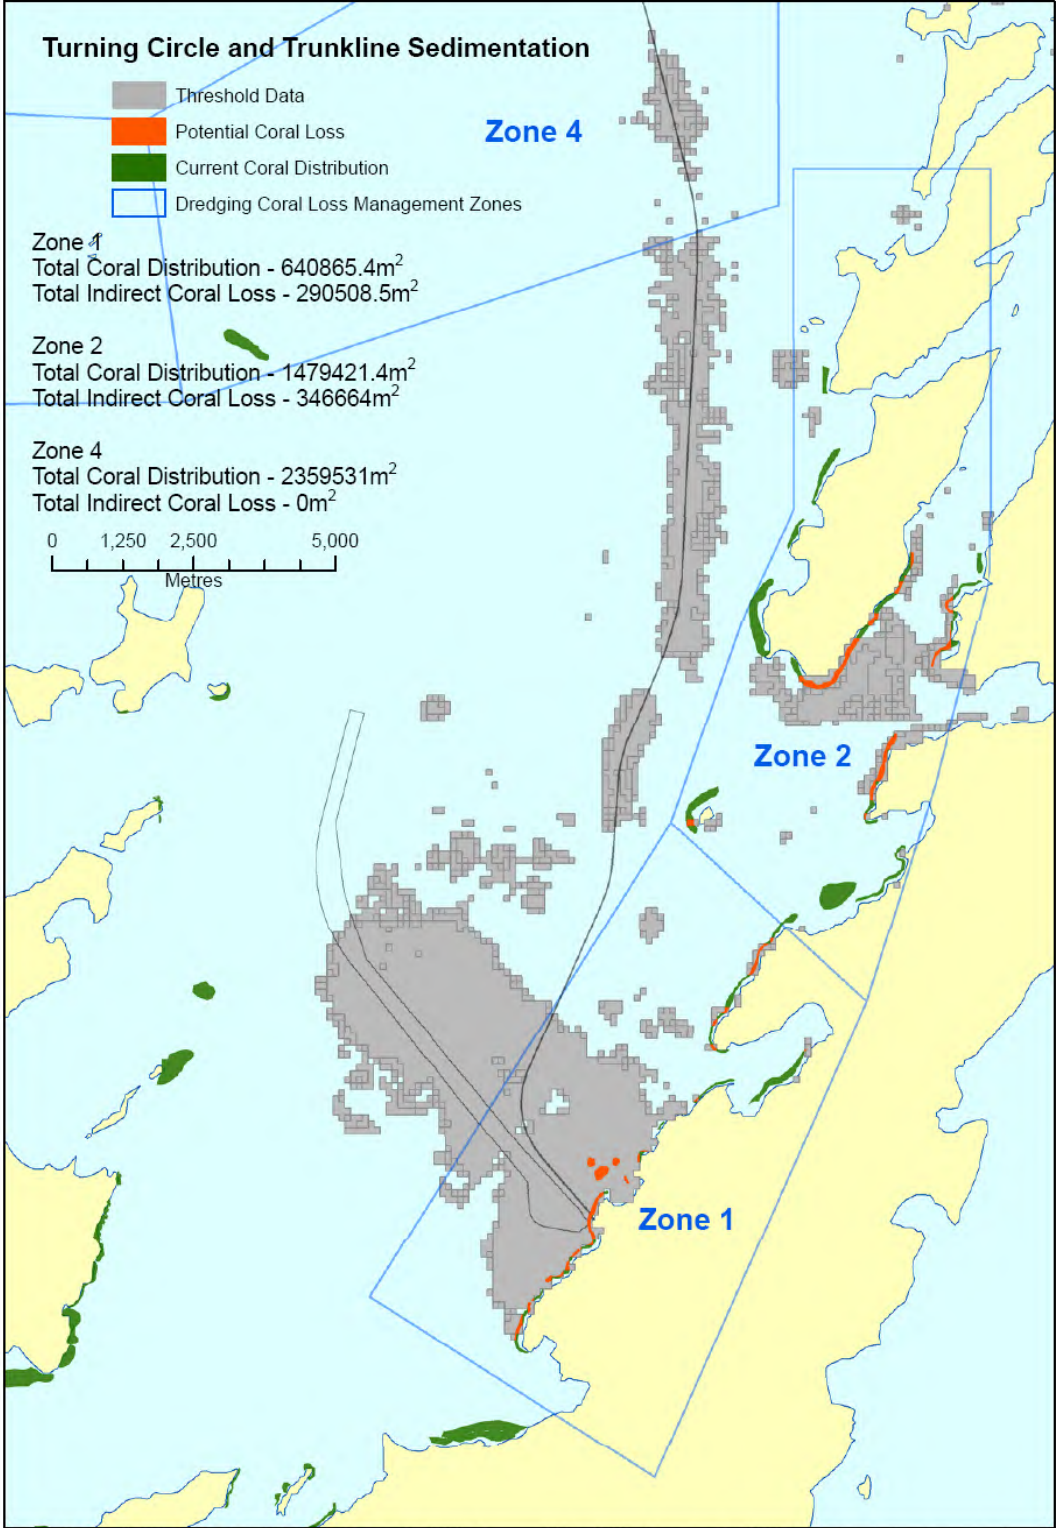 Turning Circle and Trunkline Sedimentation
Threshold Data
Potential Coral Loss
Current Coral Distribution
Dredging Coral Loss Management Zones
Zone 4
Zone 1
Total Coral Distribution - 640865.4m²
Total Indirect Coral Loss - 290508.5m²
Zone 2
Total Coral Distribution - 1479421.4m²
Total Indirect Coral Loss - 346664m²
Zone 4
Total Coral Distribution - 2359531m²
Total Indirect Coral Loss - 0m²
0 1,250 2,500 5,000
Metres
Zone 2
Zone 1